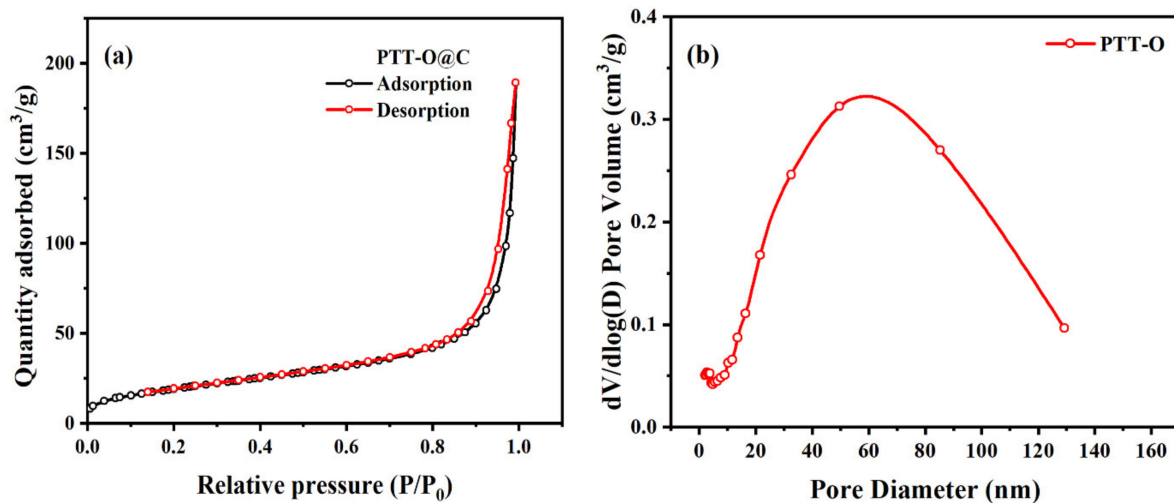 (a)
PTT-O@C
Adsorption
Desorption
Quantity adsorbed (cm³/g)
200
150
100
50
0
0.0 0.2 0.4 0.6 0.8 1.0
Relative pressure (P/P₀)
(b)
PTT-O
dV/dlog(D) Pore Volume (cm³/g)
0.4
0.3
0.2
0.1
0.0
0 20 40 60 80 100 120 140 160
Pore Diameter (nm)